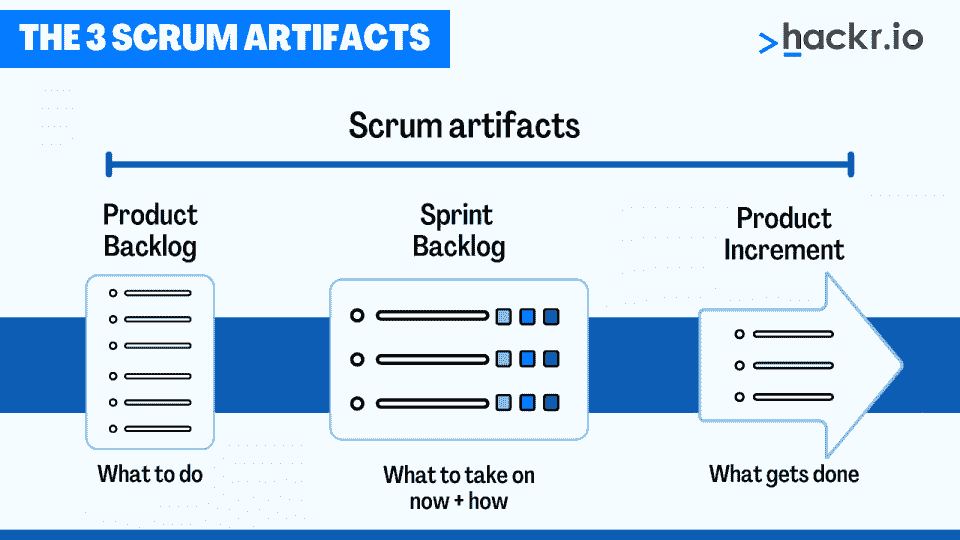 THE 3 SCRUM ARTIFACTS
>hackr.io
Scrum artifacts
Product
Backlog
Sprint
Backlog
Product
Increment
What to do
What to take on
now + how
What gets done